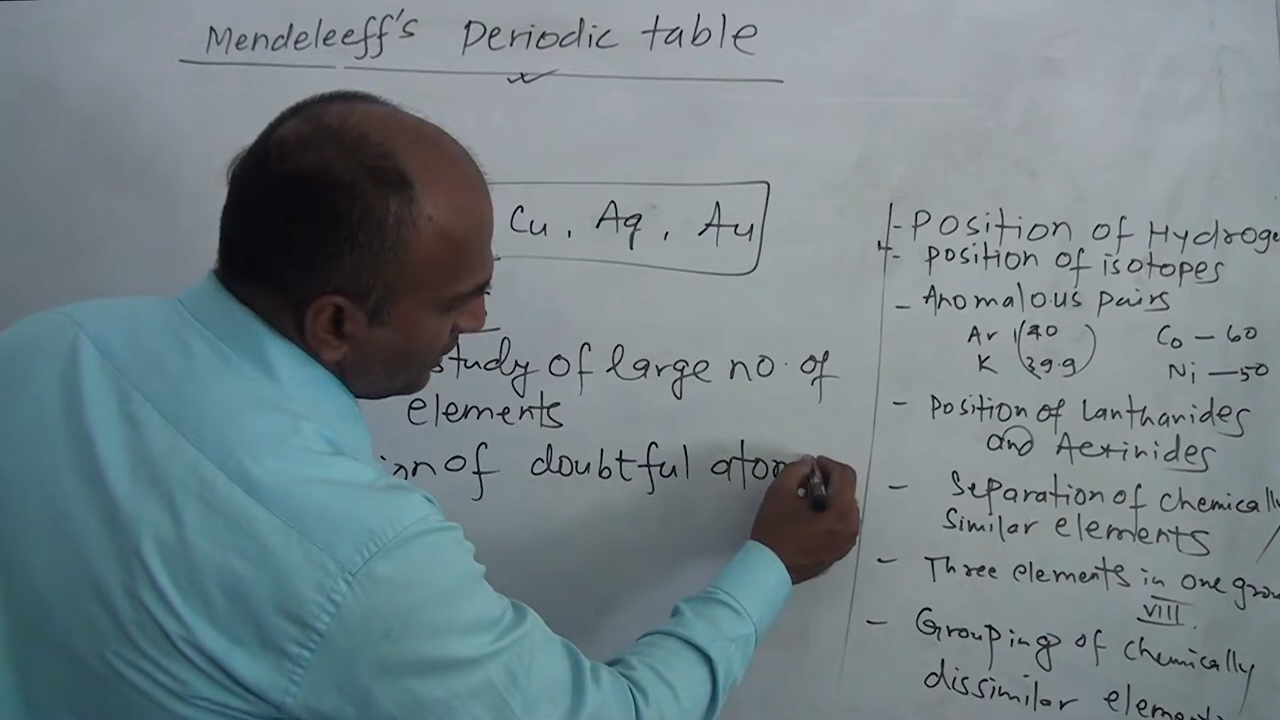 Mendeleeff's Periodic table
Cu, Ag, Au
study of large no. of
elements
of doubtful atom
- Position of Hydroge
- position of isotopes
- Anomalous pairs
Ar (40) Co - 60
K (39.9) Ni - 50
- position of Lanthanides
and Actinides
- Separation of chemically
Similar elements
- Three elements in one grou
VIII
- Grouping of chemically
dissimilar elements